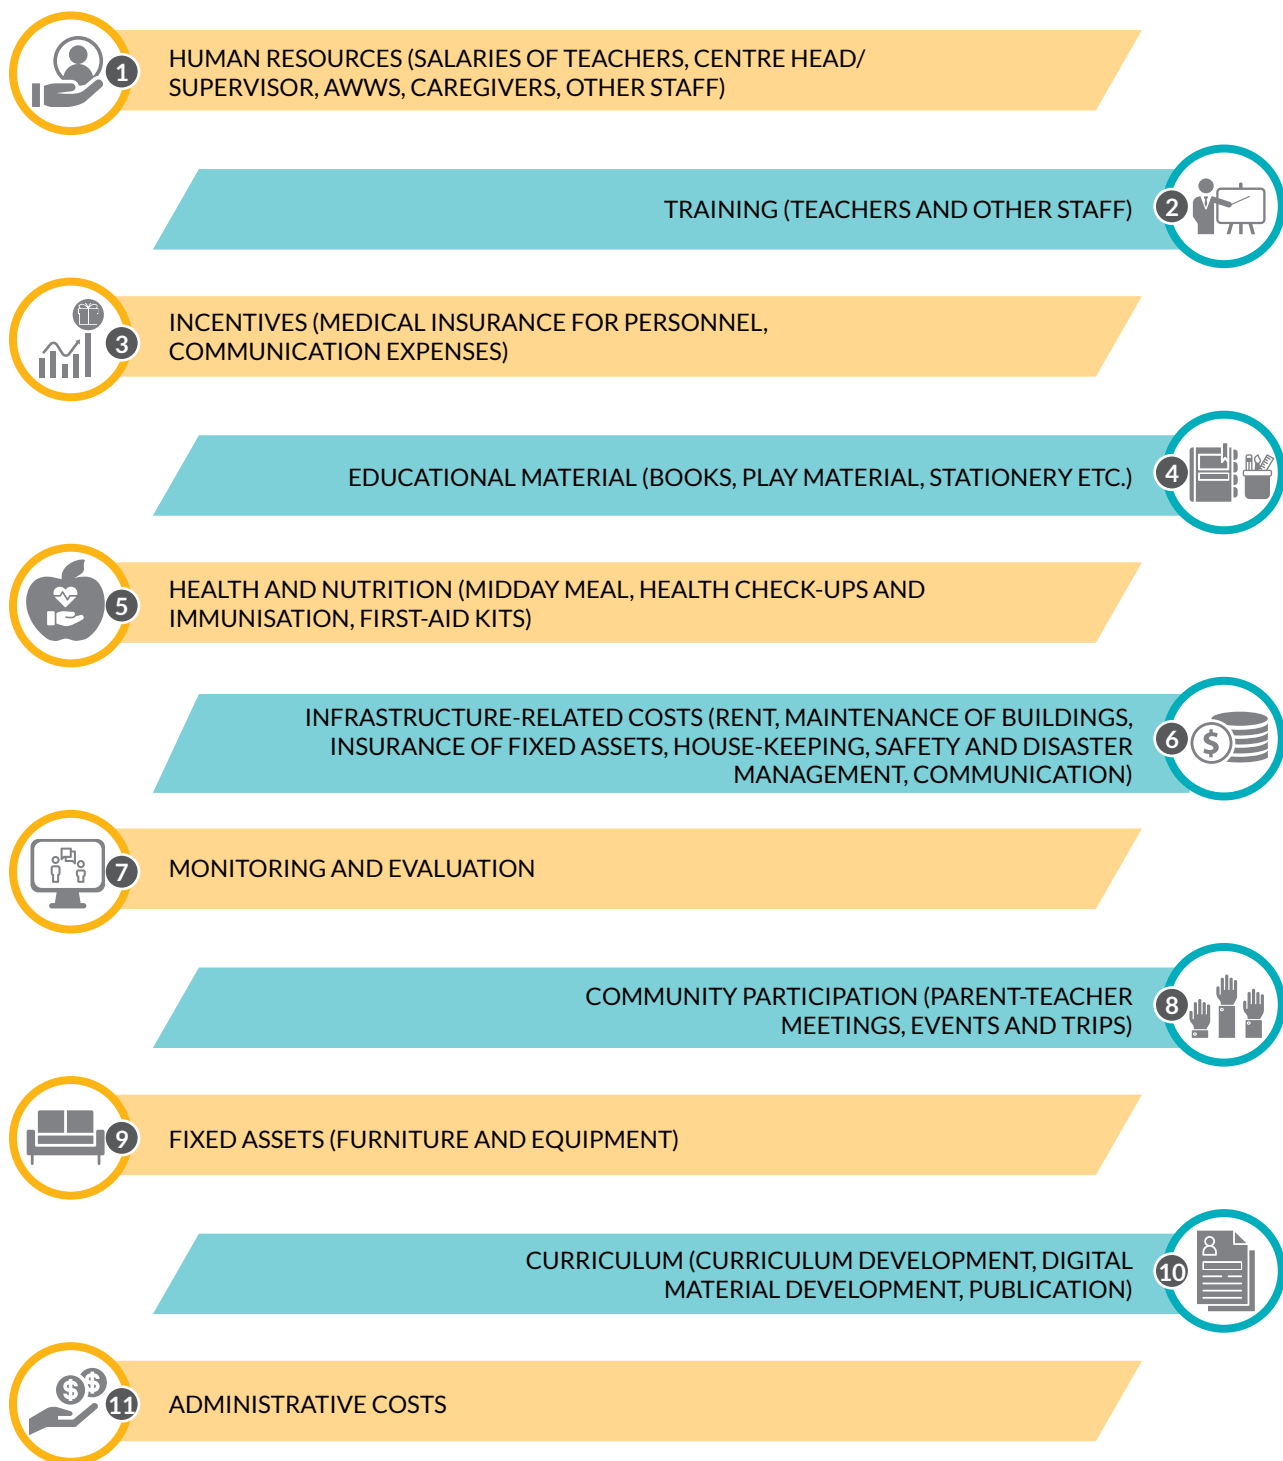 1
HUMAN RESOURCES (SALARIES OF TEACHERS, CENTRE HEAD/
SUPERVISOR, AWWS, CAREGIVERS, OTHER STAFF)
TRAINING (TEACHERS AND OTHER STAFF)
2
3
INCENTIVES (MEDICAL INSURANCE FOR PERSONNEL,
COMMUNICATION EXPENSES)
EDUCATIONAL MATERIAL (BOOKS, PLAY MATERIAL, STATIONERY ETC.)
4
5
HEALTH AND NUTRITION (MIDDAY MEAL, HEALTH CHECK-UPS AND
IMMUNISATION, FIRST-AID KITS)
INFRASTRUCTURE-RELATED COSTS (RENT, MAINTENANCE OF BUILDINGS,
INSURANCE OF FIXED ASSETS, HOUSE-KEEPING, SAFETY AND DISASTER
MANAGEMENT, COMMUNICATION)
6
$
7
MONITORING AND EVALUATION
COMMUNITY PARTICIPATION (PARENT-TEACHER
MEETINGS, EVENTS AND TRIPS)
8
9
FIXED ASSETS (FURNITURE AND EQUIPMENT)
CURRICULUM (CURRICULUM DEVELOPMENT, DIGITAL
MATERIAL DEVELOPMENT, PUBLICATION)
10
$ $
11
ADMINISTRATIVE COSTS